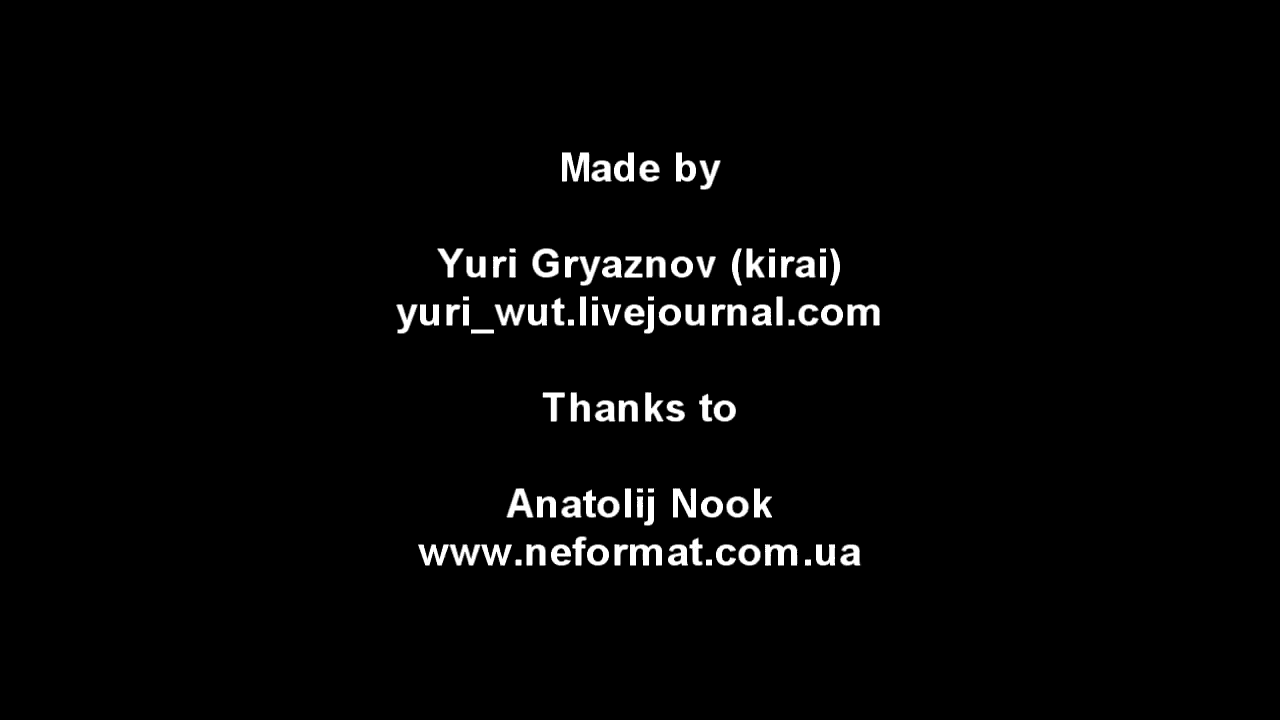 Made by
Yuri Gryaznov (kirai)
yuri_wut.livejournal.com
Thanks to
Anatolij Nook
www.neformat.com.ua